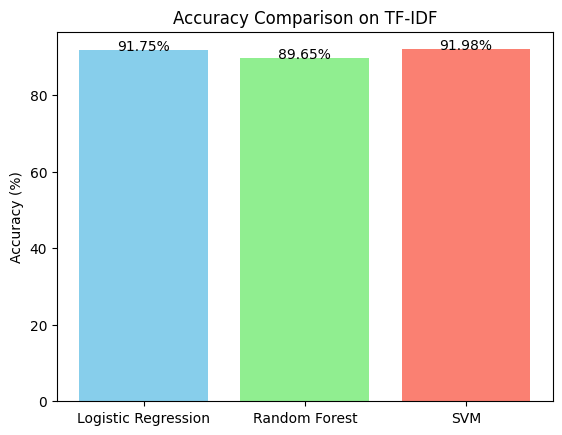 Accuracy Comparison on TF-IDF
91.75%
89.65%
91.98%
Accuracy (%)
80
60
40
20
0
Logistic Regression
Random Forest
SVM